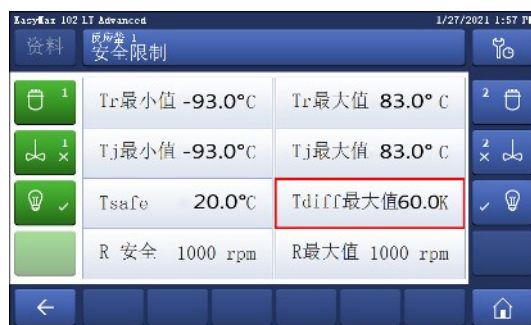 EasyMax 102 LT Advanced 1/27/2021 1:57 PM
资料 反应釜 1
安全限制
1 Tr最小值 -93.0°C Tr最大值 83.0° C 2
1 Tj最小值 -93.0°C Tj最大值 83.0° C 2
Tsafe 20.0°C Tdiff最大值60.0K
R 安全 1000 rpm R最大值 1000 rpm